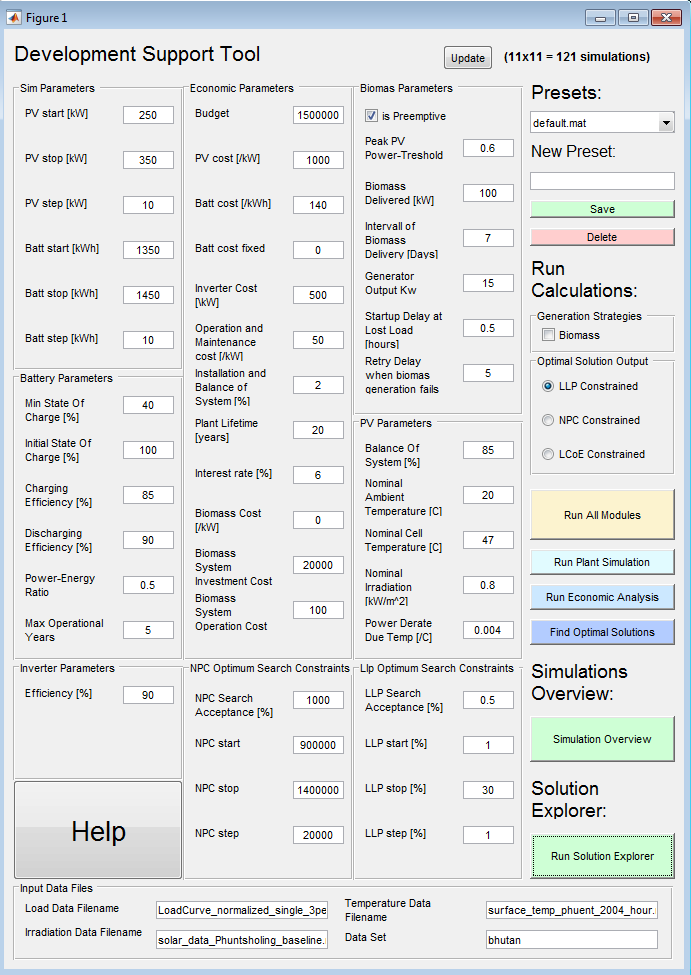 Figure 1
Development Support Tool
Update
(11x11 = 121 simulations)
Sim Parameters
PV start [kW]
250
PV stop [kW]
350
PV step [kW]
10
Batt start [kWh]
1350
Batt stop [kWh]
1450
Batt step [kWh]
10
Battery Parameters
Min State Of
Charge [%]
40
Initial State Of
Charge [%]
100
Charging
Efficiency [%]
85
Discharging
Efficiency [%]
90
Power-Energy
Ratio
0.5
Max Operational
Years
5
Inverter Parameters
Efficiency [%]
90
Help
Economic Parameters
Budget
1500000
PV cost [/kW]
1000
Batt cost [/kWh]
140
Batt cost fixed
0
Inverter Cost
[\kW]
500
Operation and
Maintenance
cost [/kW]
50
Installation and
Balance of
System [%]
2
Plant Lifetime
[years]
20
Interest rate [%]
6
Biomass Cost
[/kW]
0
Biomass
System
Investment Cost
20000
Biomass
System
Operation Cost
100
NPC Optimum Search Constraints
NPC Search
Acceptance [%]
1000
NPC start
900000
NPC stop
1400000
NPC step
20000
Biomas Parameters
is Preemptive
Peak PV
Power-Treshold
0.6
Biomass
Delivered [kW]
100
Intervall of
Biomass
Delivery [Days]
7
Generator
Output Kw
15
Startup Delay at
Lost Load
[hours]
0.5
Retry Delay
when biomas
generation fails
5
PV Parameters
Balance Of
System [%]
85
Nominal
Ambient
Temperature [C]
20
Nominal Cell
Temperature [C]
47
Nominal
Irradiation
[kW/m^2]
0.8
Power Derate
Due Temp [/C]
0.004
Llp Optimum Search Constraints
LLP Search
Acceptance [%]
0.5
LLP start [%]
1
LLP stop [%]
30
LLP step [%]
1
Presets:
default.mat
New Preset:
Save
Delete
Run
Calculations:
Generation Strategies
Biomass
Optimal Solution Output
LLP Constrained
NPC Constrained
LCoE Constrained
Run All Modules
Run Plant Simulation
Run Economic Analysis
Find Optimal Solutions
Simulations
Overview:
Simulation Overview
Solution
Explorer:
Run Solution Explorer
Input Data Files
Load Data Filename
LoadCurve_normalized_single_3pe
Irradiation Data Filename
solar_data_Phuntsholing_baseline.
Temperature Data
Filename
surface_temp_phuent_2004_hour.
Data Set
bhutan